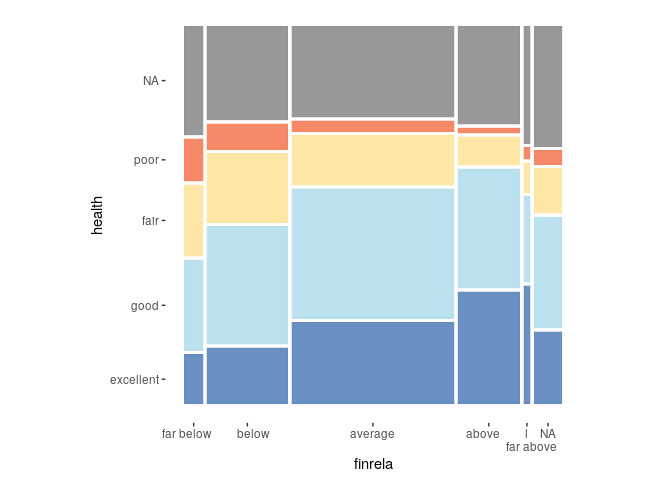 NA
poor
fair
good
excellent
health
far below
below
average
above
l
NA
far above
finrela